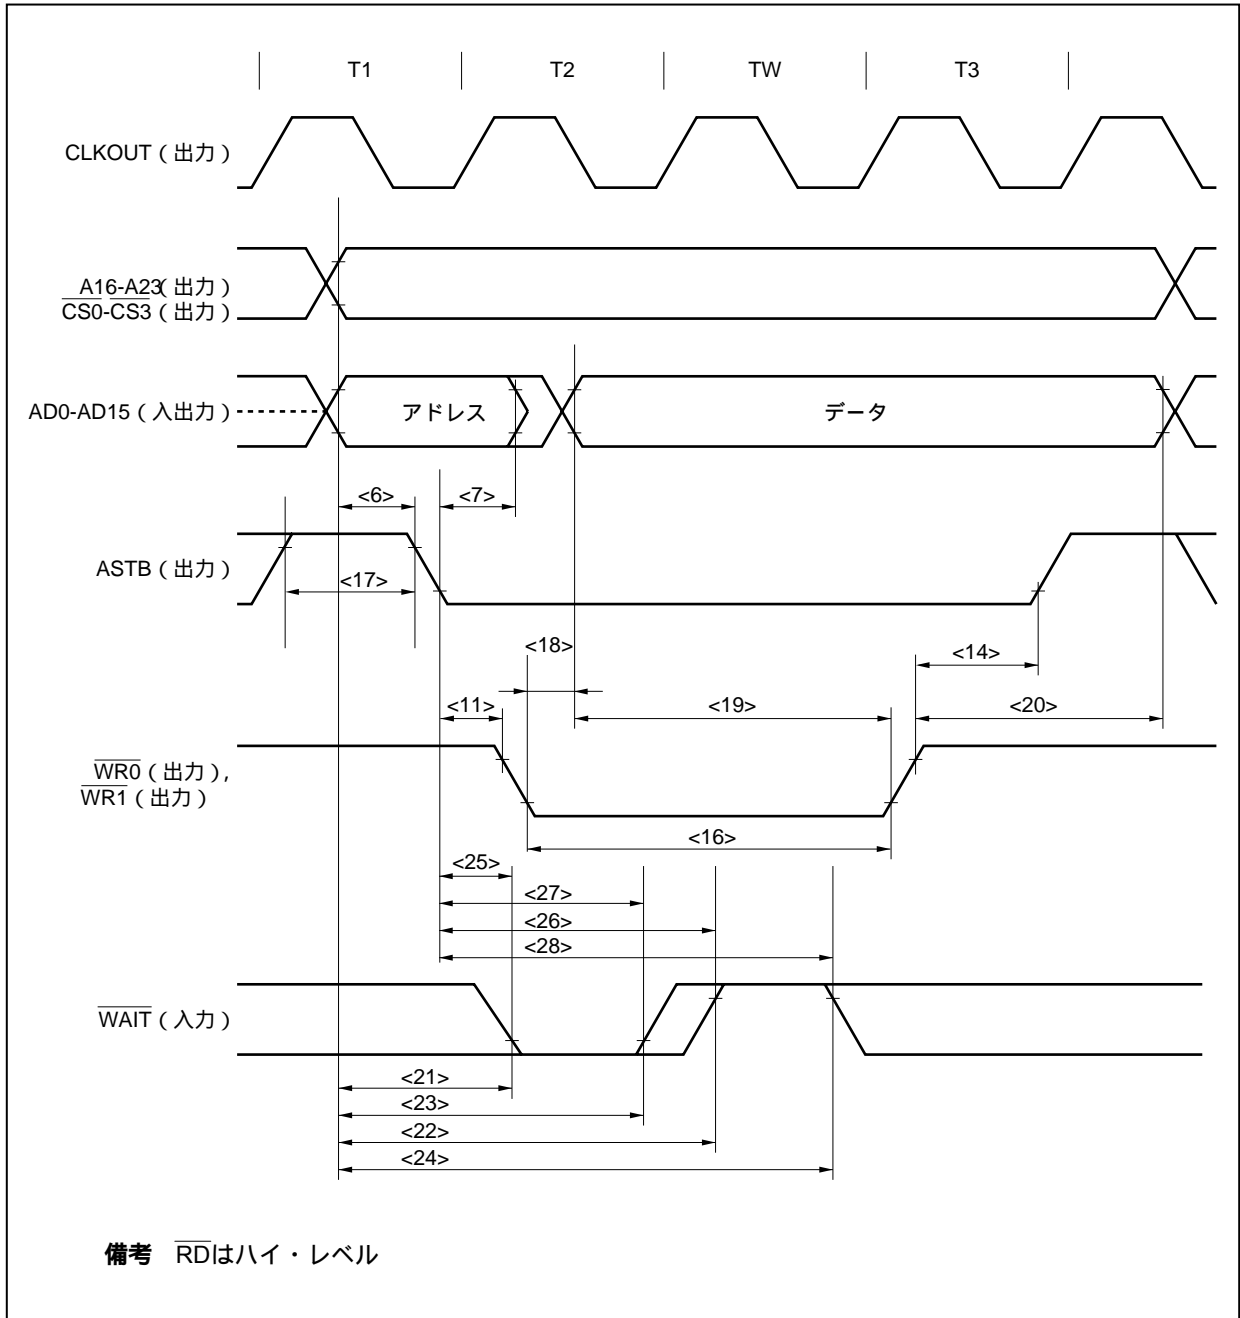 T1 T2 TW T3
CLKOUT（出力）
A16-A23（出力）
CS0-CS3（出力）
AD0-AD15（入出力）
アドレス データ
<6> <7>
ASTB（出力）
<17>
<18>
<14>
<11> <19> <20>
WR0（出力）,
WR1（出力）
<16>
<25>
<27>
<26>
<28>
WAIT（入力）
<21>
<23>
<22>
<24>
備考 RDはハイ・レベル